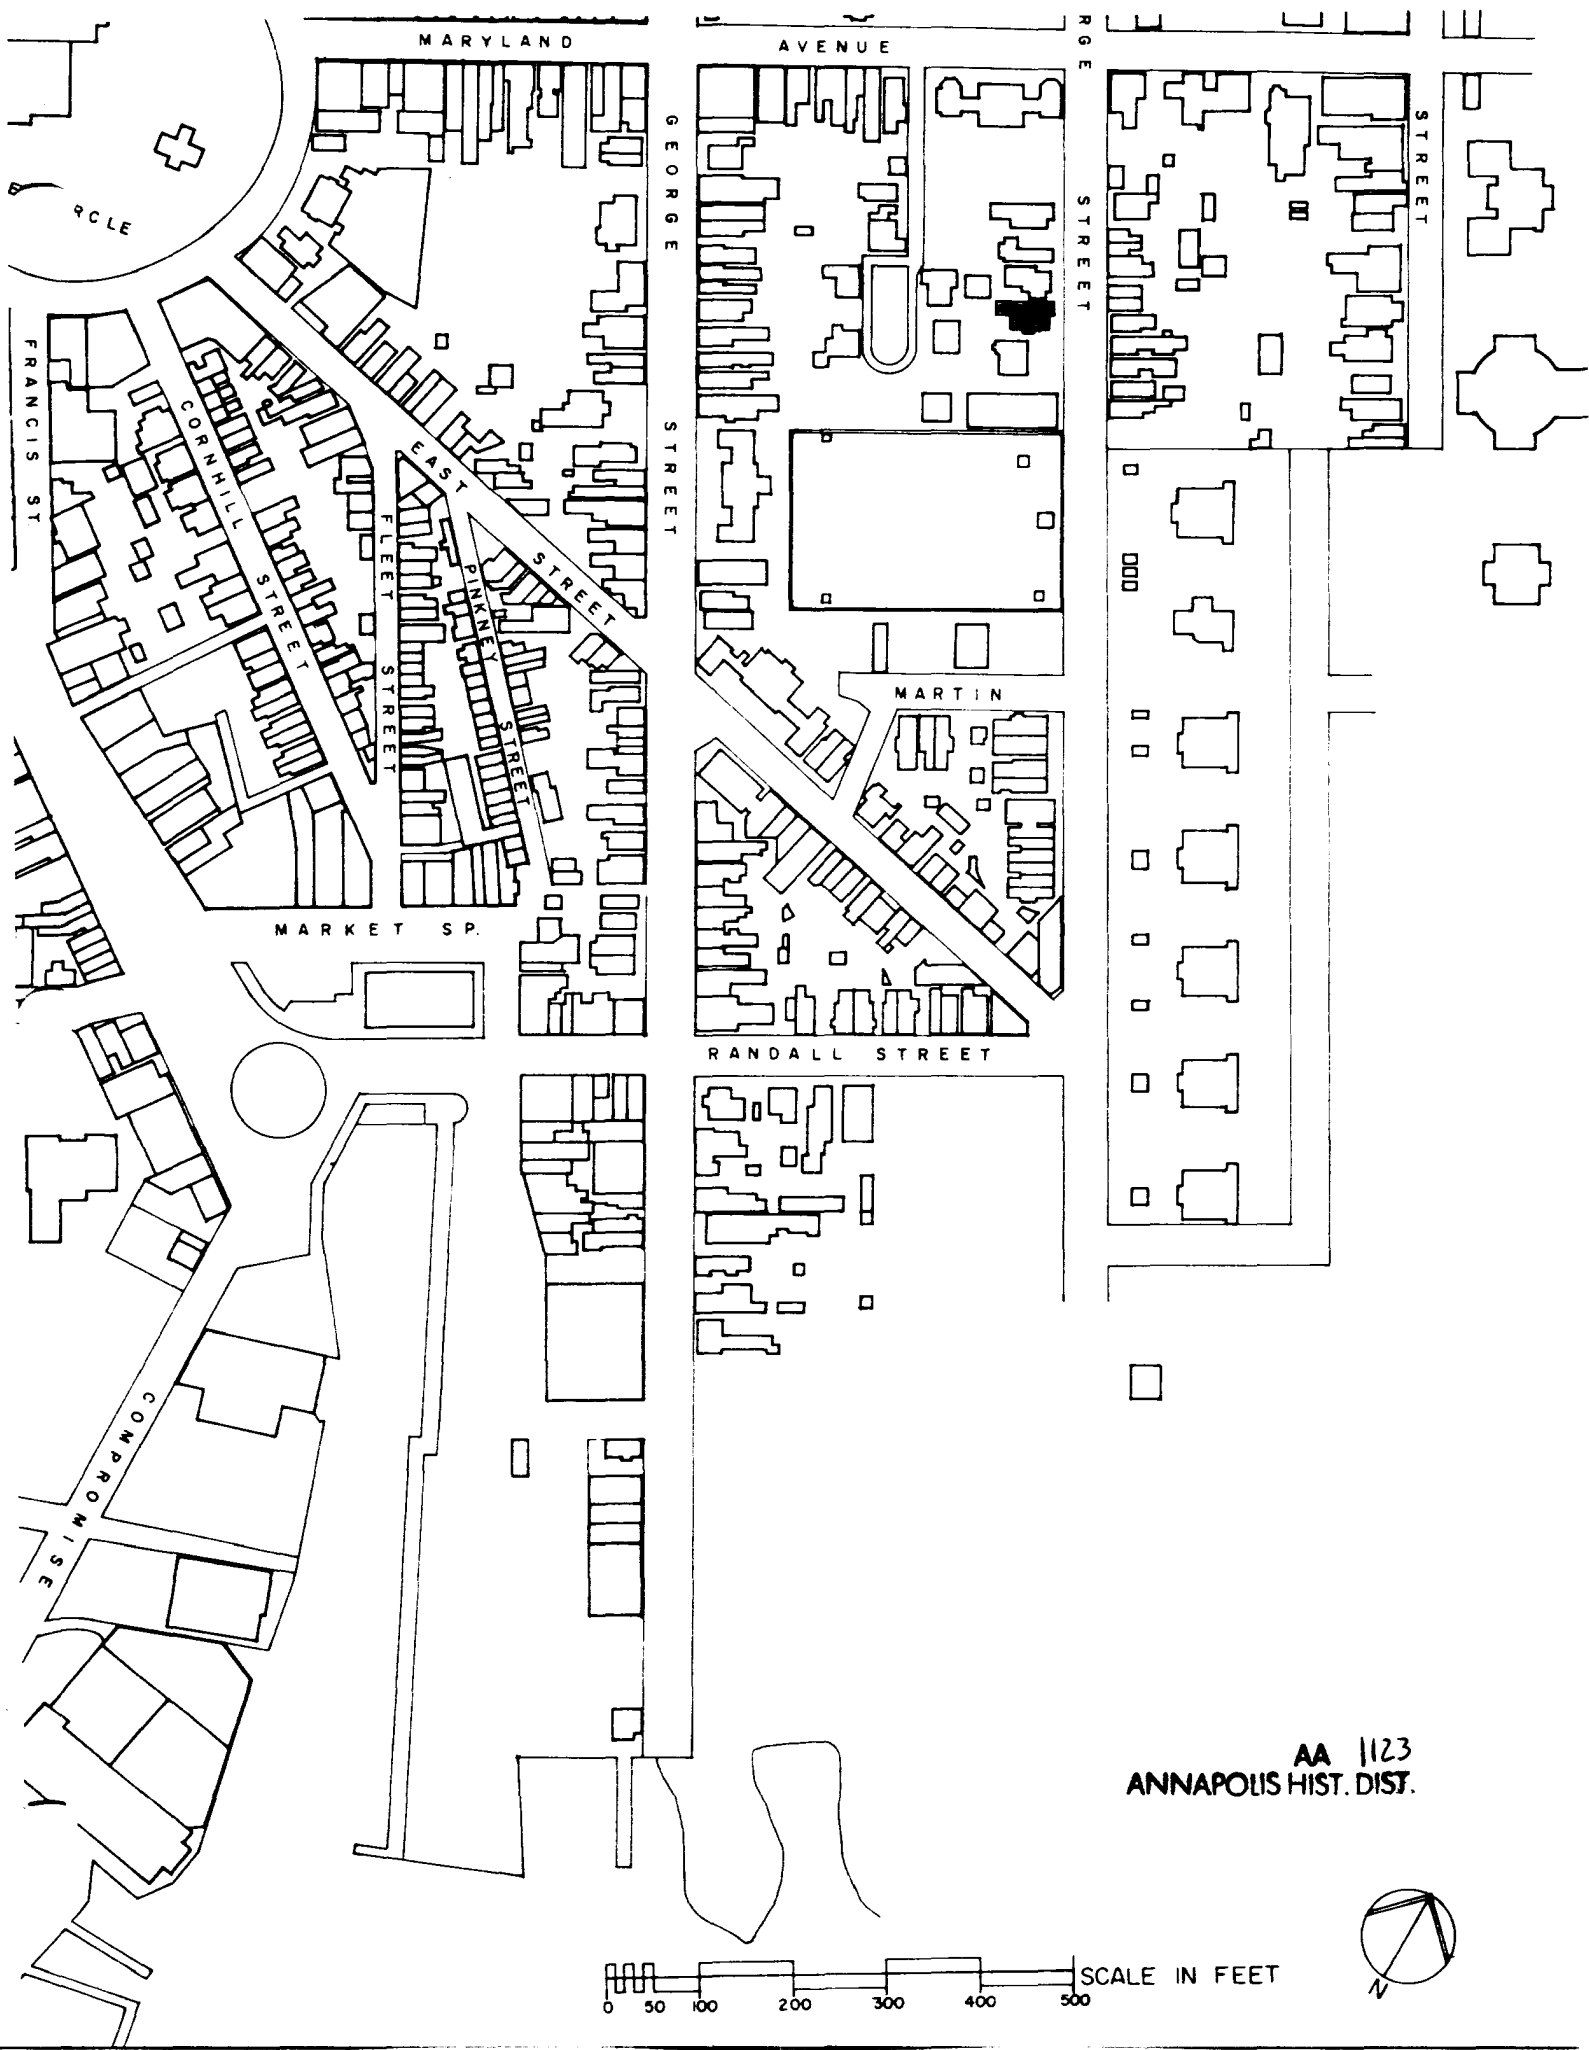 MARYLAND AVENUE
RGE
STREET
GEORGE
STREET
STREET
RCLE
FRANCIS ST
CORNHILL
STREET
EAST
STREET
FLEET
STREET
PINKNEY
STREET
MARTIN
MARKET SP.
RANDALL STREET
COMPROMISE
Y
AA 1123
ANNAPOLIS HIST. DIST.
SCALE IN FEET
0 50 100 200 300 400 500
N